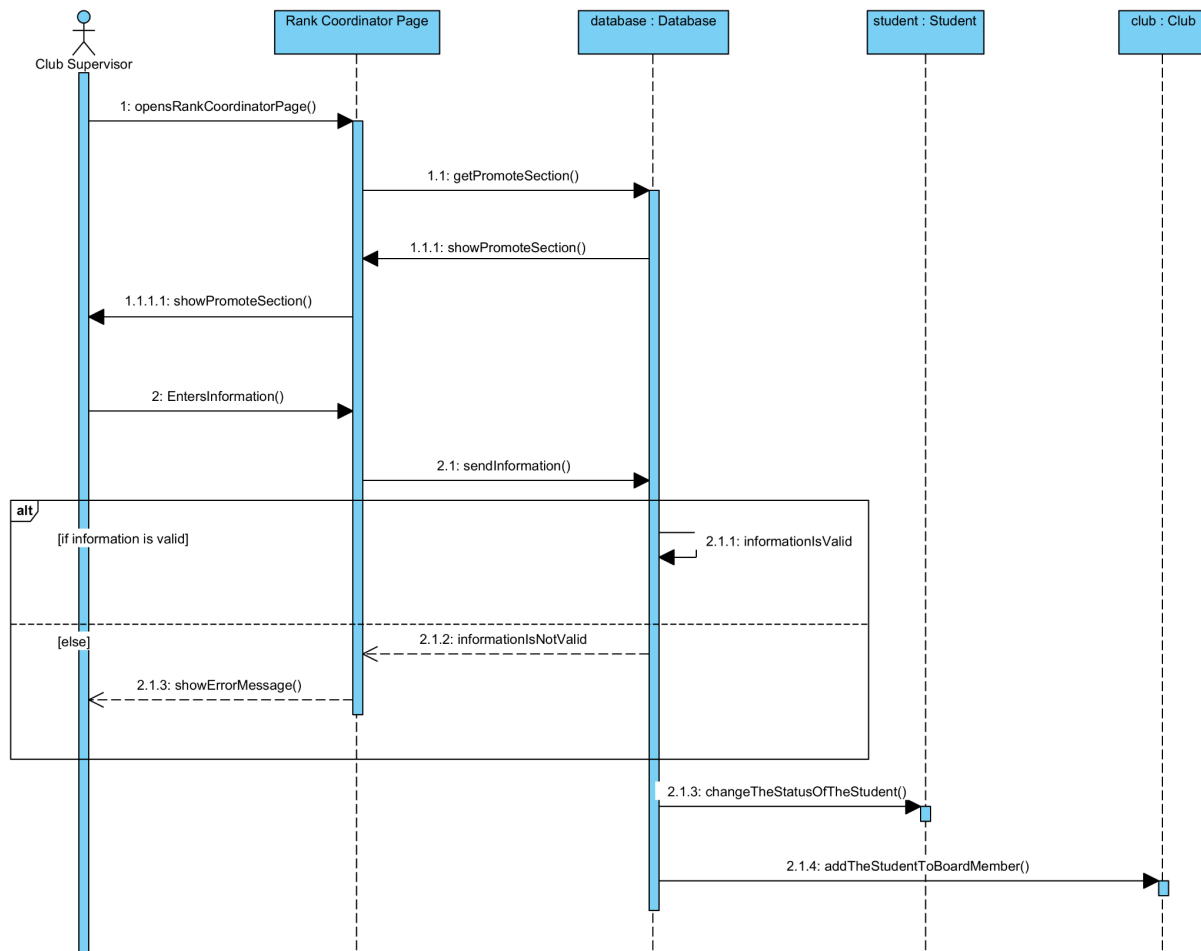 Rank Coordinator Page
database : Database
student : Student
club : Club
Club Supervisor
1: opensRankCoordinatorPage()
1.1: getPromoteSection()
1.1.1: showPromoteSection()
1.1.1.1: showPromoteSection()
2: EntersInformation()
2.1: sendInformation()
alt
[if information is valid]
2.1.1: informationIsValid
[else]
2.1.2: informationIsNotValid
2.1.3: showErrorMessage()
2.1.3: changeTheStatusOfTheStudent()
2.1.4: addTheStudentToBoardMember()